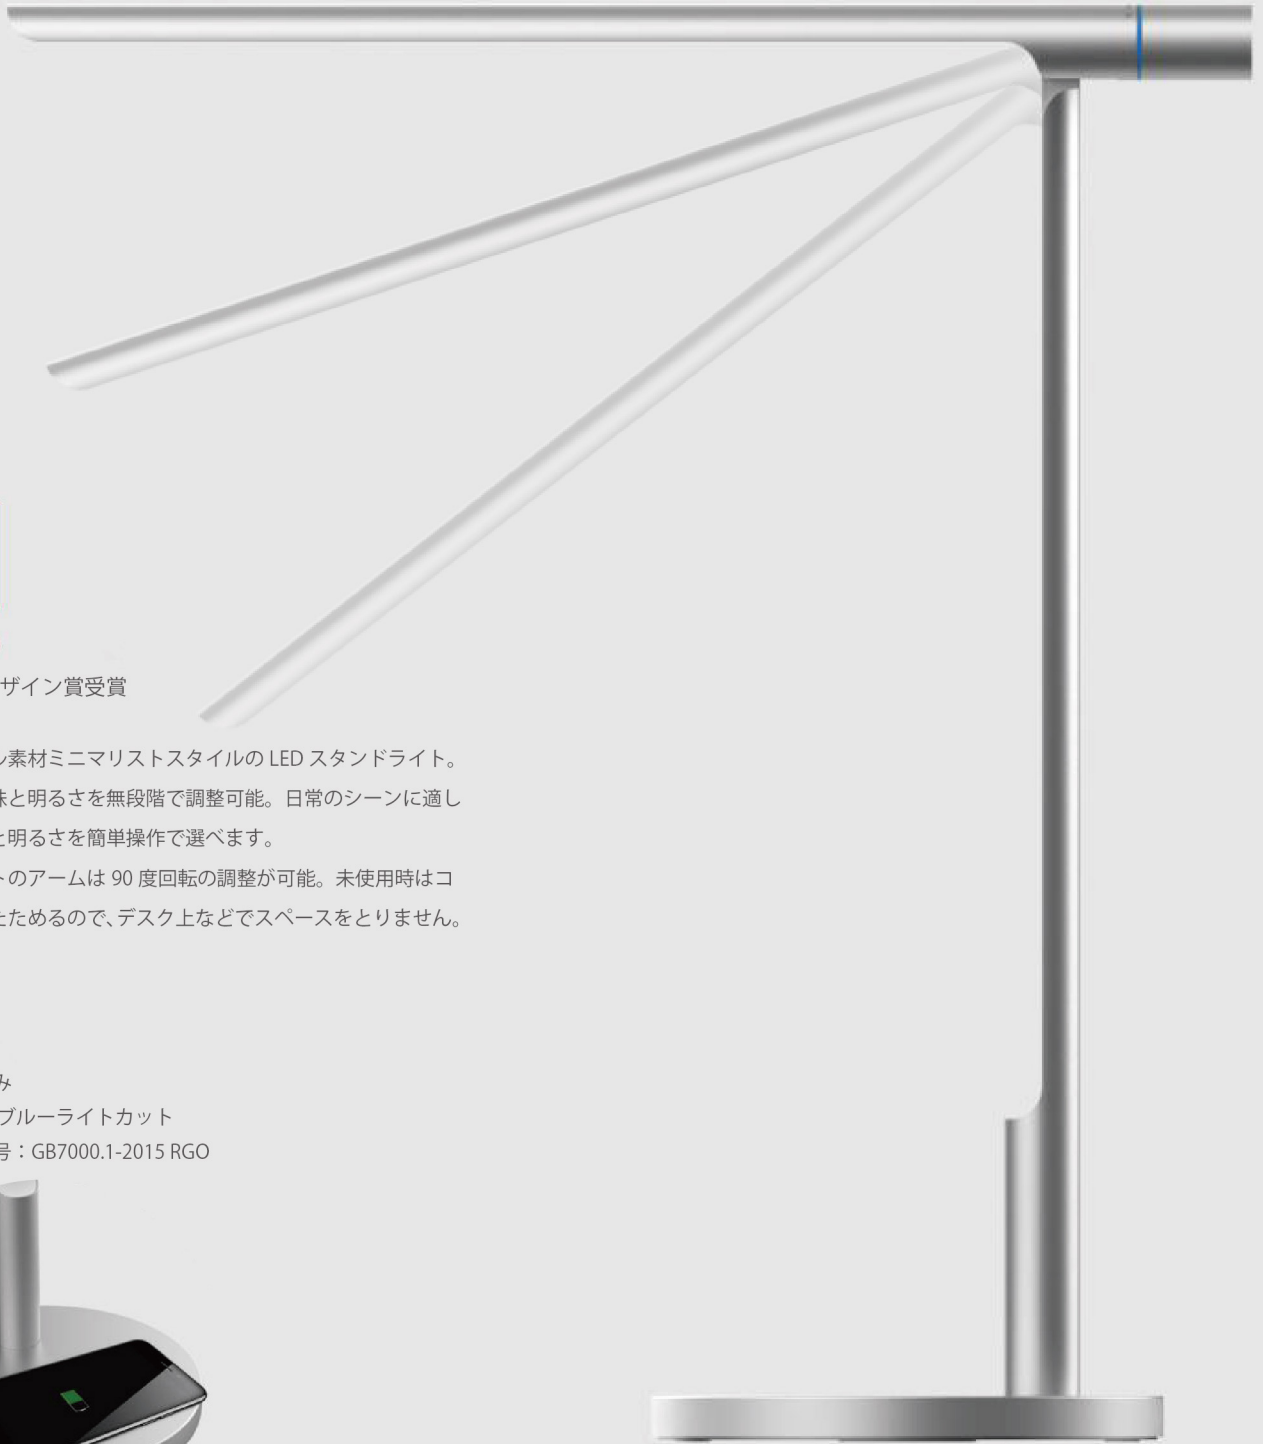 ザイン賞受賞
ル素材ミニマリストスタイルの LED スタンドライト。
味と明るさを無段階で調整可能。日常のシーンに適し
と明るさを簡単操作で選べます。
トのアームは 90 度回転の調整が可能。未使用時はコ
たためるので、デスク上などでスペースをとりません。
み
ブルーライトカット
号：GB7000.1-2015 RGO